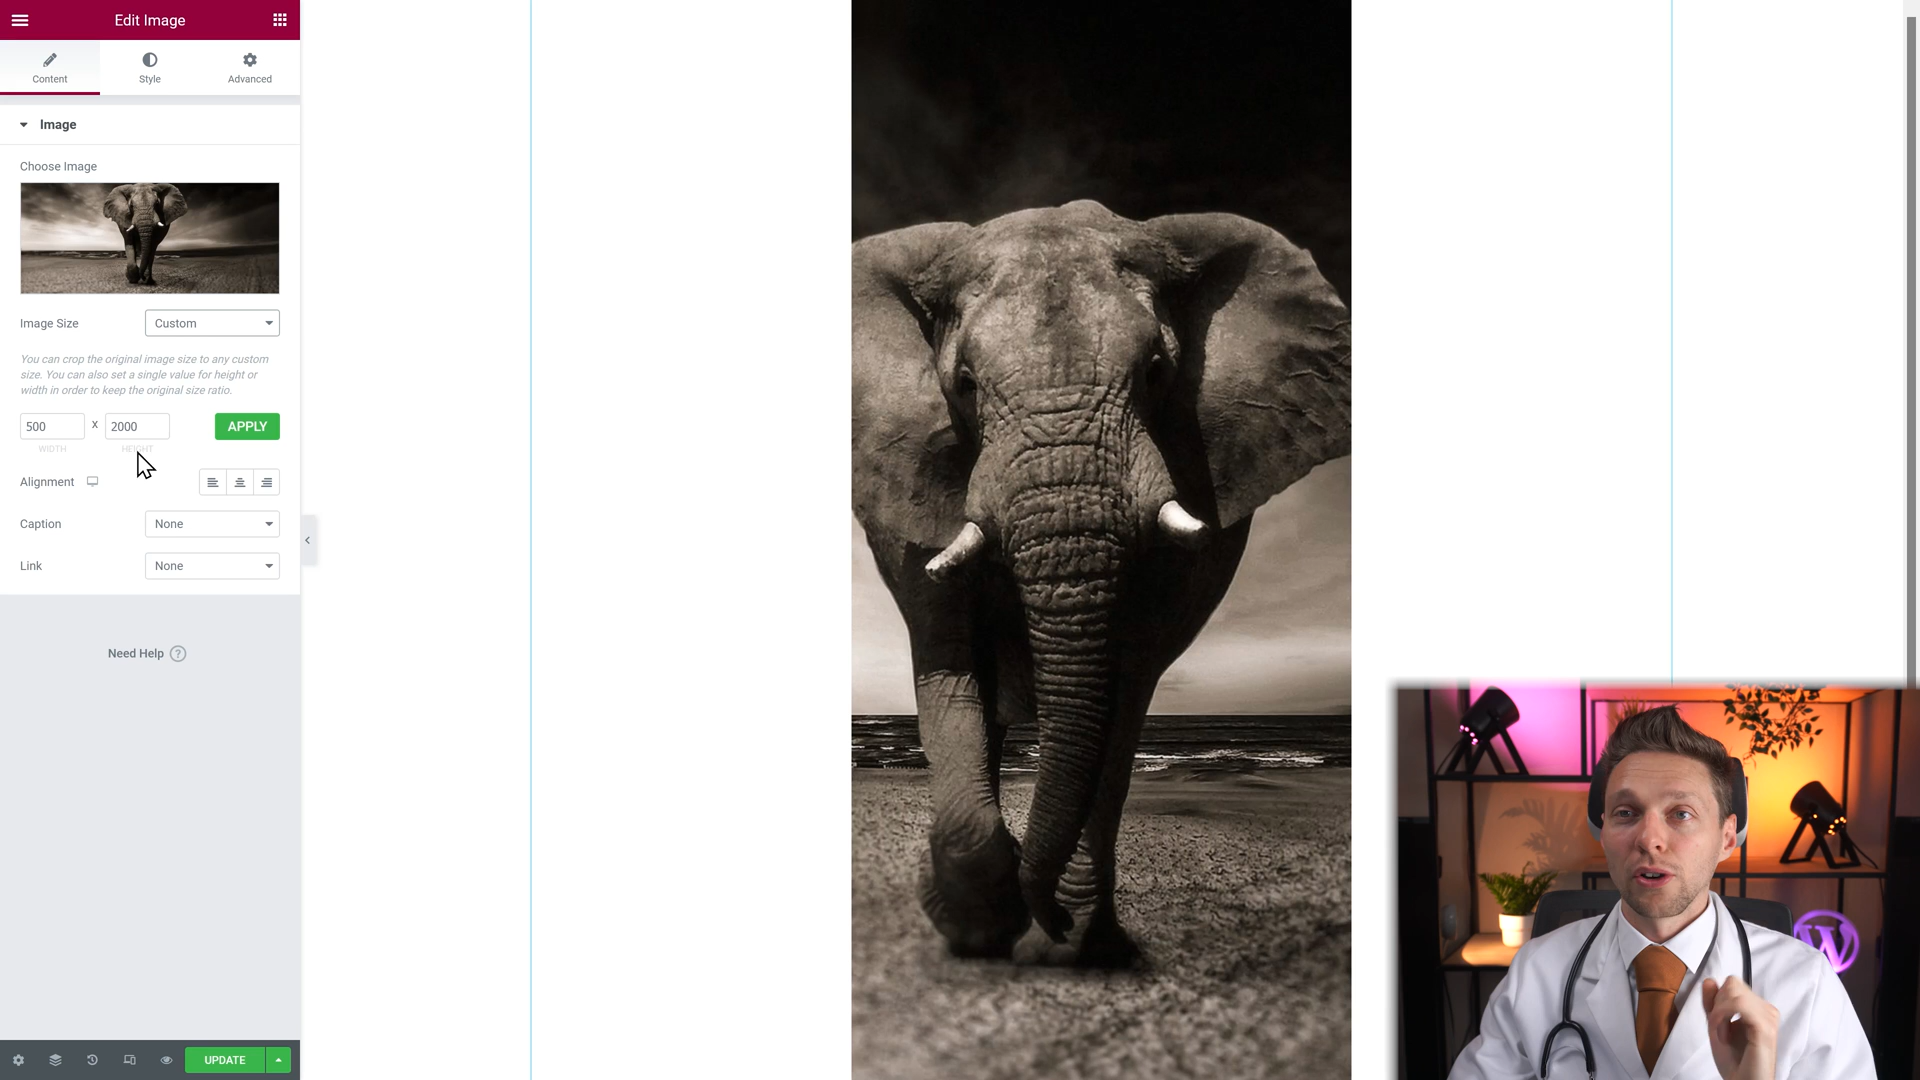 Edit Image
Content
Style
Advanced
Image
Choose Image
Image Size
Custom
You can crop the original image size to any custom
size. You can also set a single value for height or
width in order to keep the original size ratio.
500
x
2000
APPLY
WIDTH
HEIGHT
Alignment
Caption
None
Link
None
Need Help
?
UPDATE